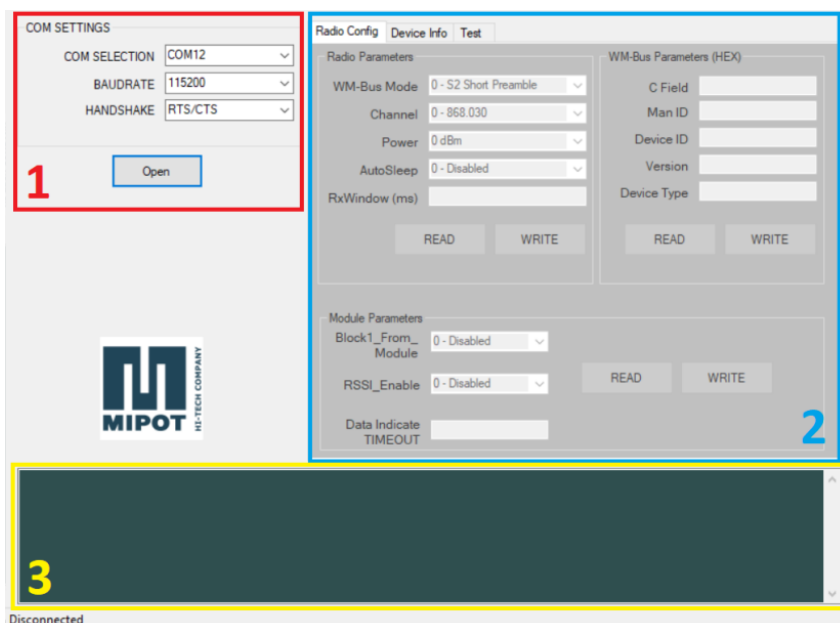 COM SETTINGS
COM SELECTION COM12
BAUDRATE 115200
HANDSHAKE RTS/CTS
Open
1
Radio Config Device Info Test
Radio Parameters
WM-Bus Mode 0 - S2 Short Preamble
Channel 0 - 868.030
Power 0 dBm
AutoSleep 0 - Disabled
RxWindow (ms)
READ WRITE
WM-Bus Parameters (HEX)
C Field
Man ID
Device ID
Version
Device Type
READ WRITE
Module Parameters
Block1_From_
Module 0 - Disabled
RSSI_Enable 0 - Disabled
Data Indicate
TIMEOUT
READ WRITE
2
MIPOT
HI-TECH COMPANY
3
Disconnected